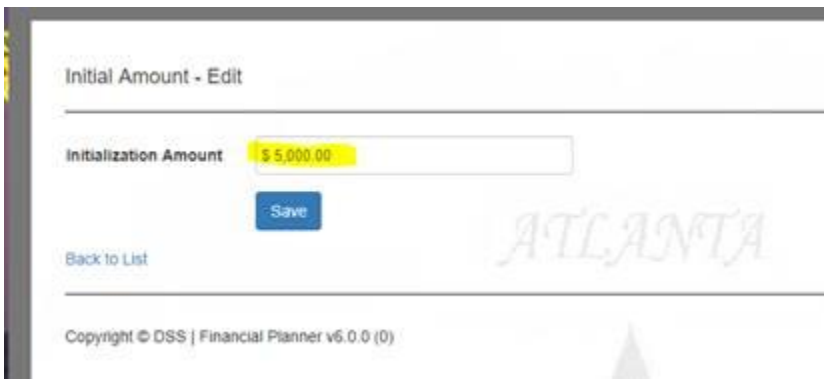 Initial Amount - Edit
Initialization Amount $ 5,000.00
Save
ATLANTA
Back to List
Copyright © DSS | Financial Planner v6.0.0 (0)